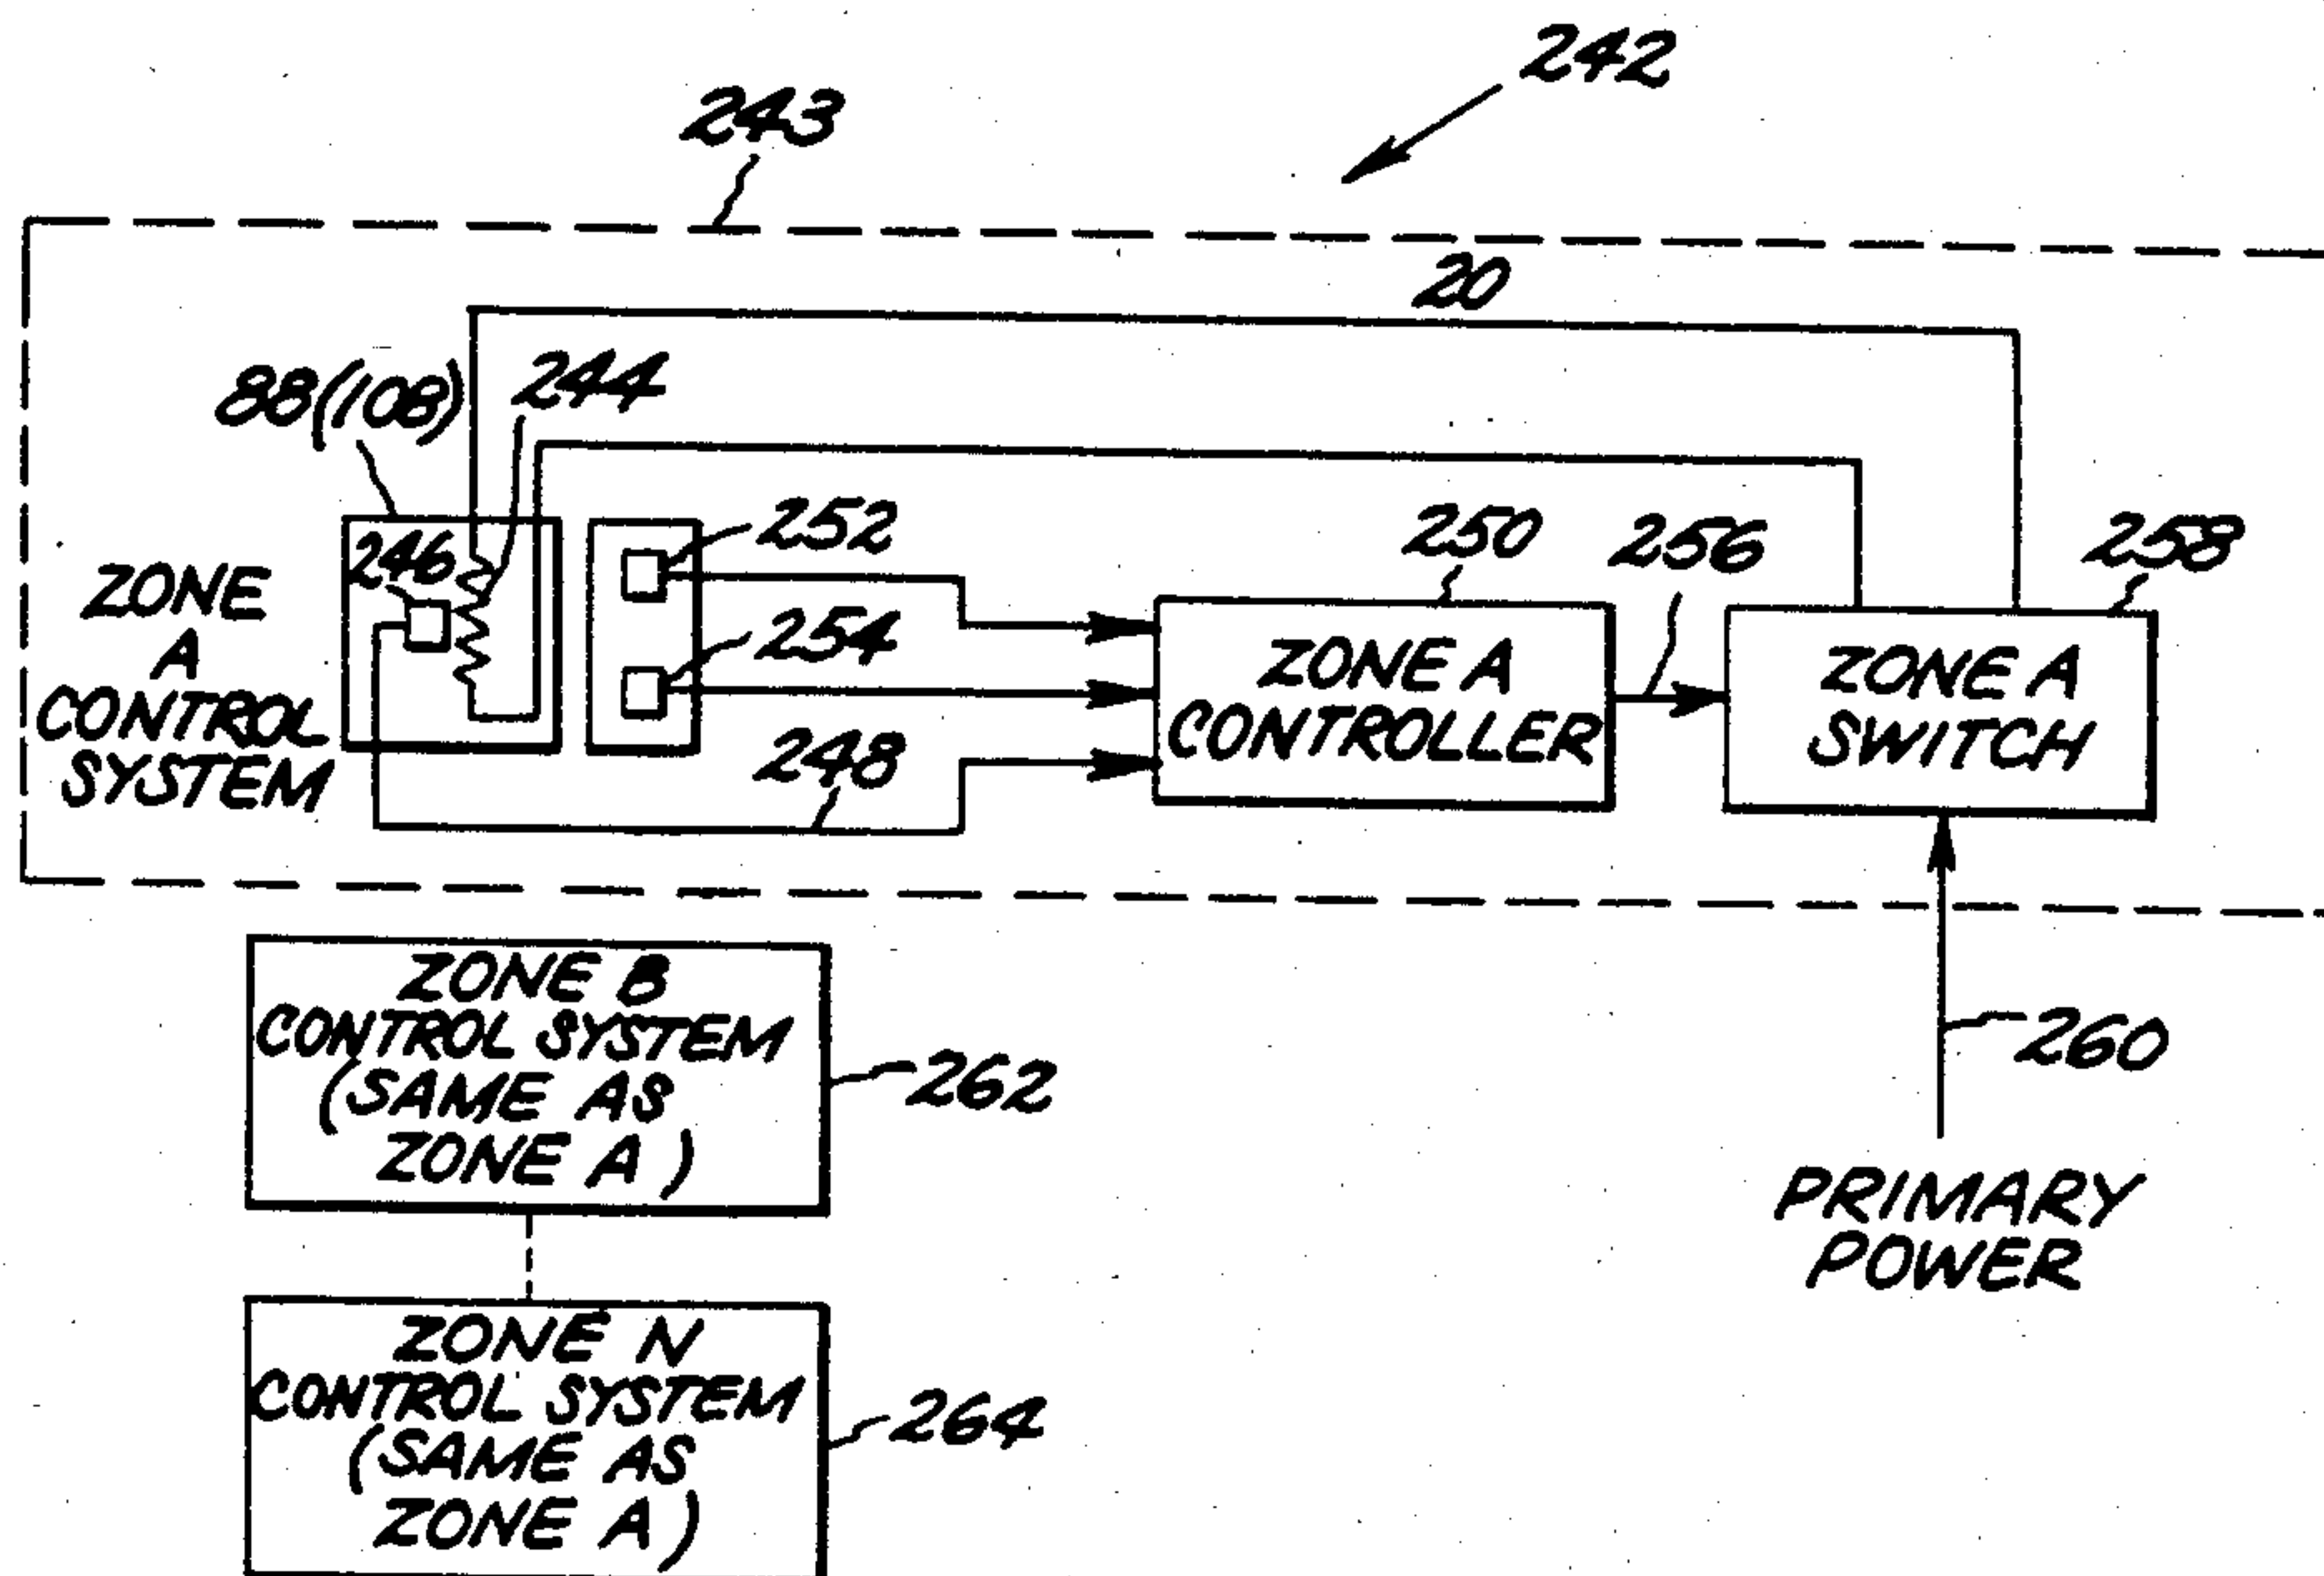 242
243
20
88(108)
244
246
252
250
256
258
254
ZONE
A
CONTROL
SYSTEM
ZONE A
CONTROLLER
ZONE A
SWITCH
248
ZONE B
CONTROL SYSTEM
(SAME AS
ZONE A)
262
260
PRIMARY
POWER
ZONE N
CONTROL SYSTEM
(SAME AS
ZONE A)
264